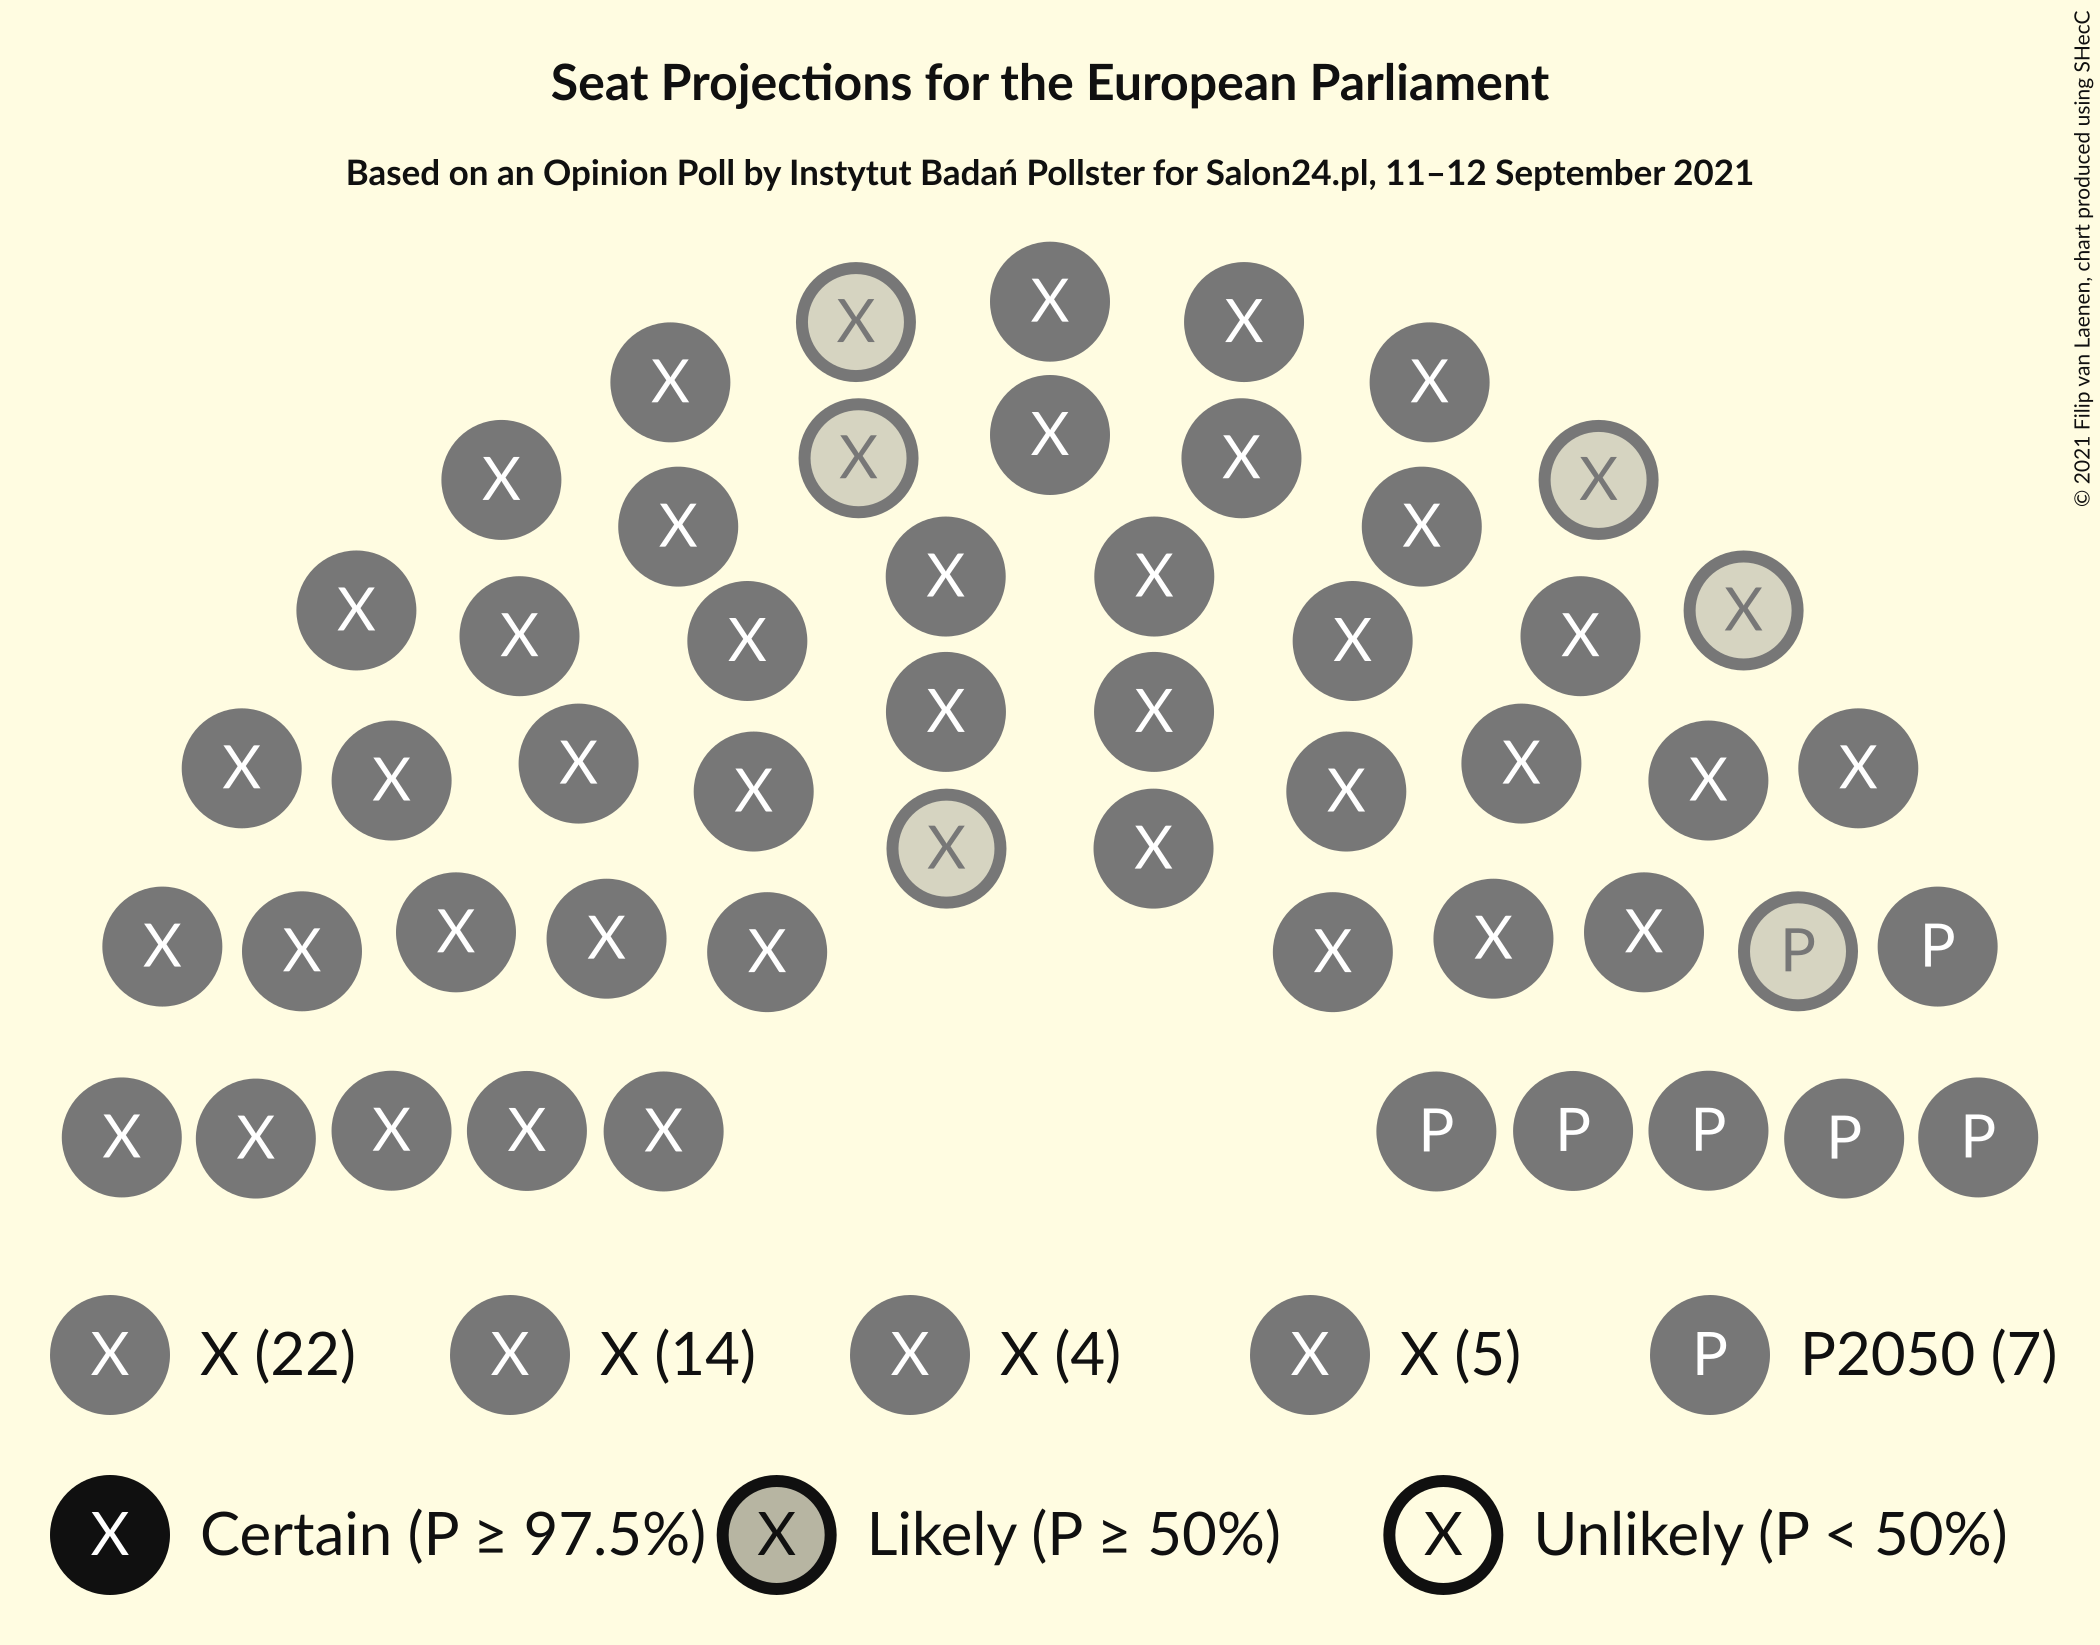 Seat Projections for the European Parliament
Based on an Opinion Poll by Instytut Badań Pollster for Salon24.pl, 11–12 September 2021
© 2021 Filip van Laenen, chart produced using SHecC
X
X X
X X
X
X X
X X
X X
X X
X X
X X
X X X X
X X
X X
X X
X X
X X
X X
X X
X X
X X X X P
X X X X P
X X
X X X X X P P P P P
X X (22) X X (14) X X (4) X X (5) P P2050 (7)
X Certain (P ≥ 97.5%) X Likely (P ≥ 50%) X Unlikely (P < 50%)